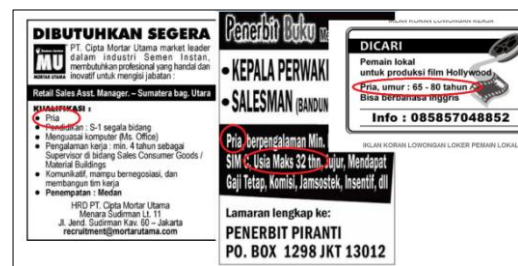 DIBUTUHKAN SEGERA
MU
MORTAR UTAMA
PT. Cipta Mortar Utama market leader
dalam industri Semen Instan,
membutuhkan profesional yang handal dan
inovatif untuk mengisi jabatan :
Retail Sales Asst. Manager. – Sumatera bag. Utara
KUALIFIKASI :
• Pria
• Pendidikan : S-1 segala bidang
• Menguasai komputer (Ms. Office)
• Pengalaman kerja : min. 4 tahun sebagai
Supervisor di bidang Sales Consumer Goods /
Material Buildings
• Komunikatif, mampu bernegosiasi, dan
membangun tim kerja
• Penempatan : Medan
HRD PT. Cipta Mortar Utama
Menara Sudirman Lt. 11
Jl. Jend. Sudirman Kav. 60 – Jakarta
recruitment@mortarutama.com
Penerbit Buku
• KEPALA PERWAKI
• SALESMAN (BANDUN
Pria berpengalaman Min.
SIM C, Usia Maks 32 thn, Jujur, Mendapat
Gaji Tetap, Komisi, Jamsostek, Insentif, dll
Lamaran lengkap ke:
PENERBIT PIRANTI
PO. BOX 1298 JKT 13012
IKLAN KORAN LOWONGAN KERJA
DICARI
Pemain lokal
untuk produksi film Hollywood
Pria, umur : 65 - 80 tahun
Bisa berbahasa Inggris
Info : 085857048852
IKLAN KORAN LOWONGAN LOKER PEMAIN LOKAL